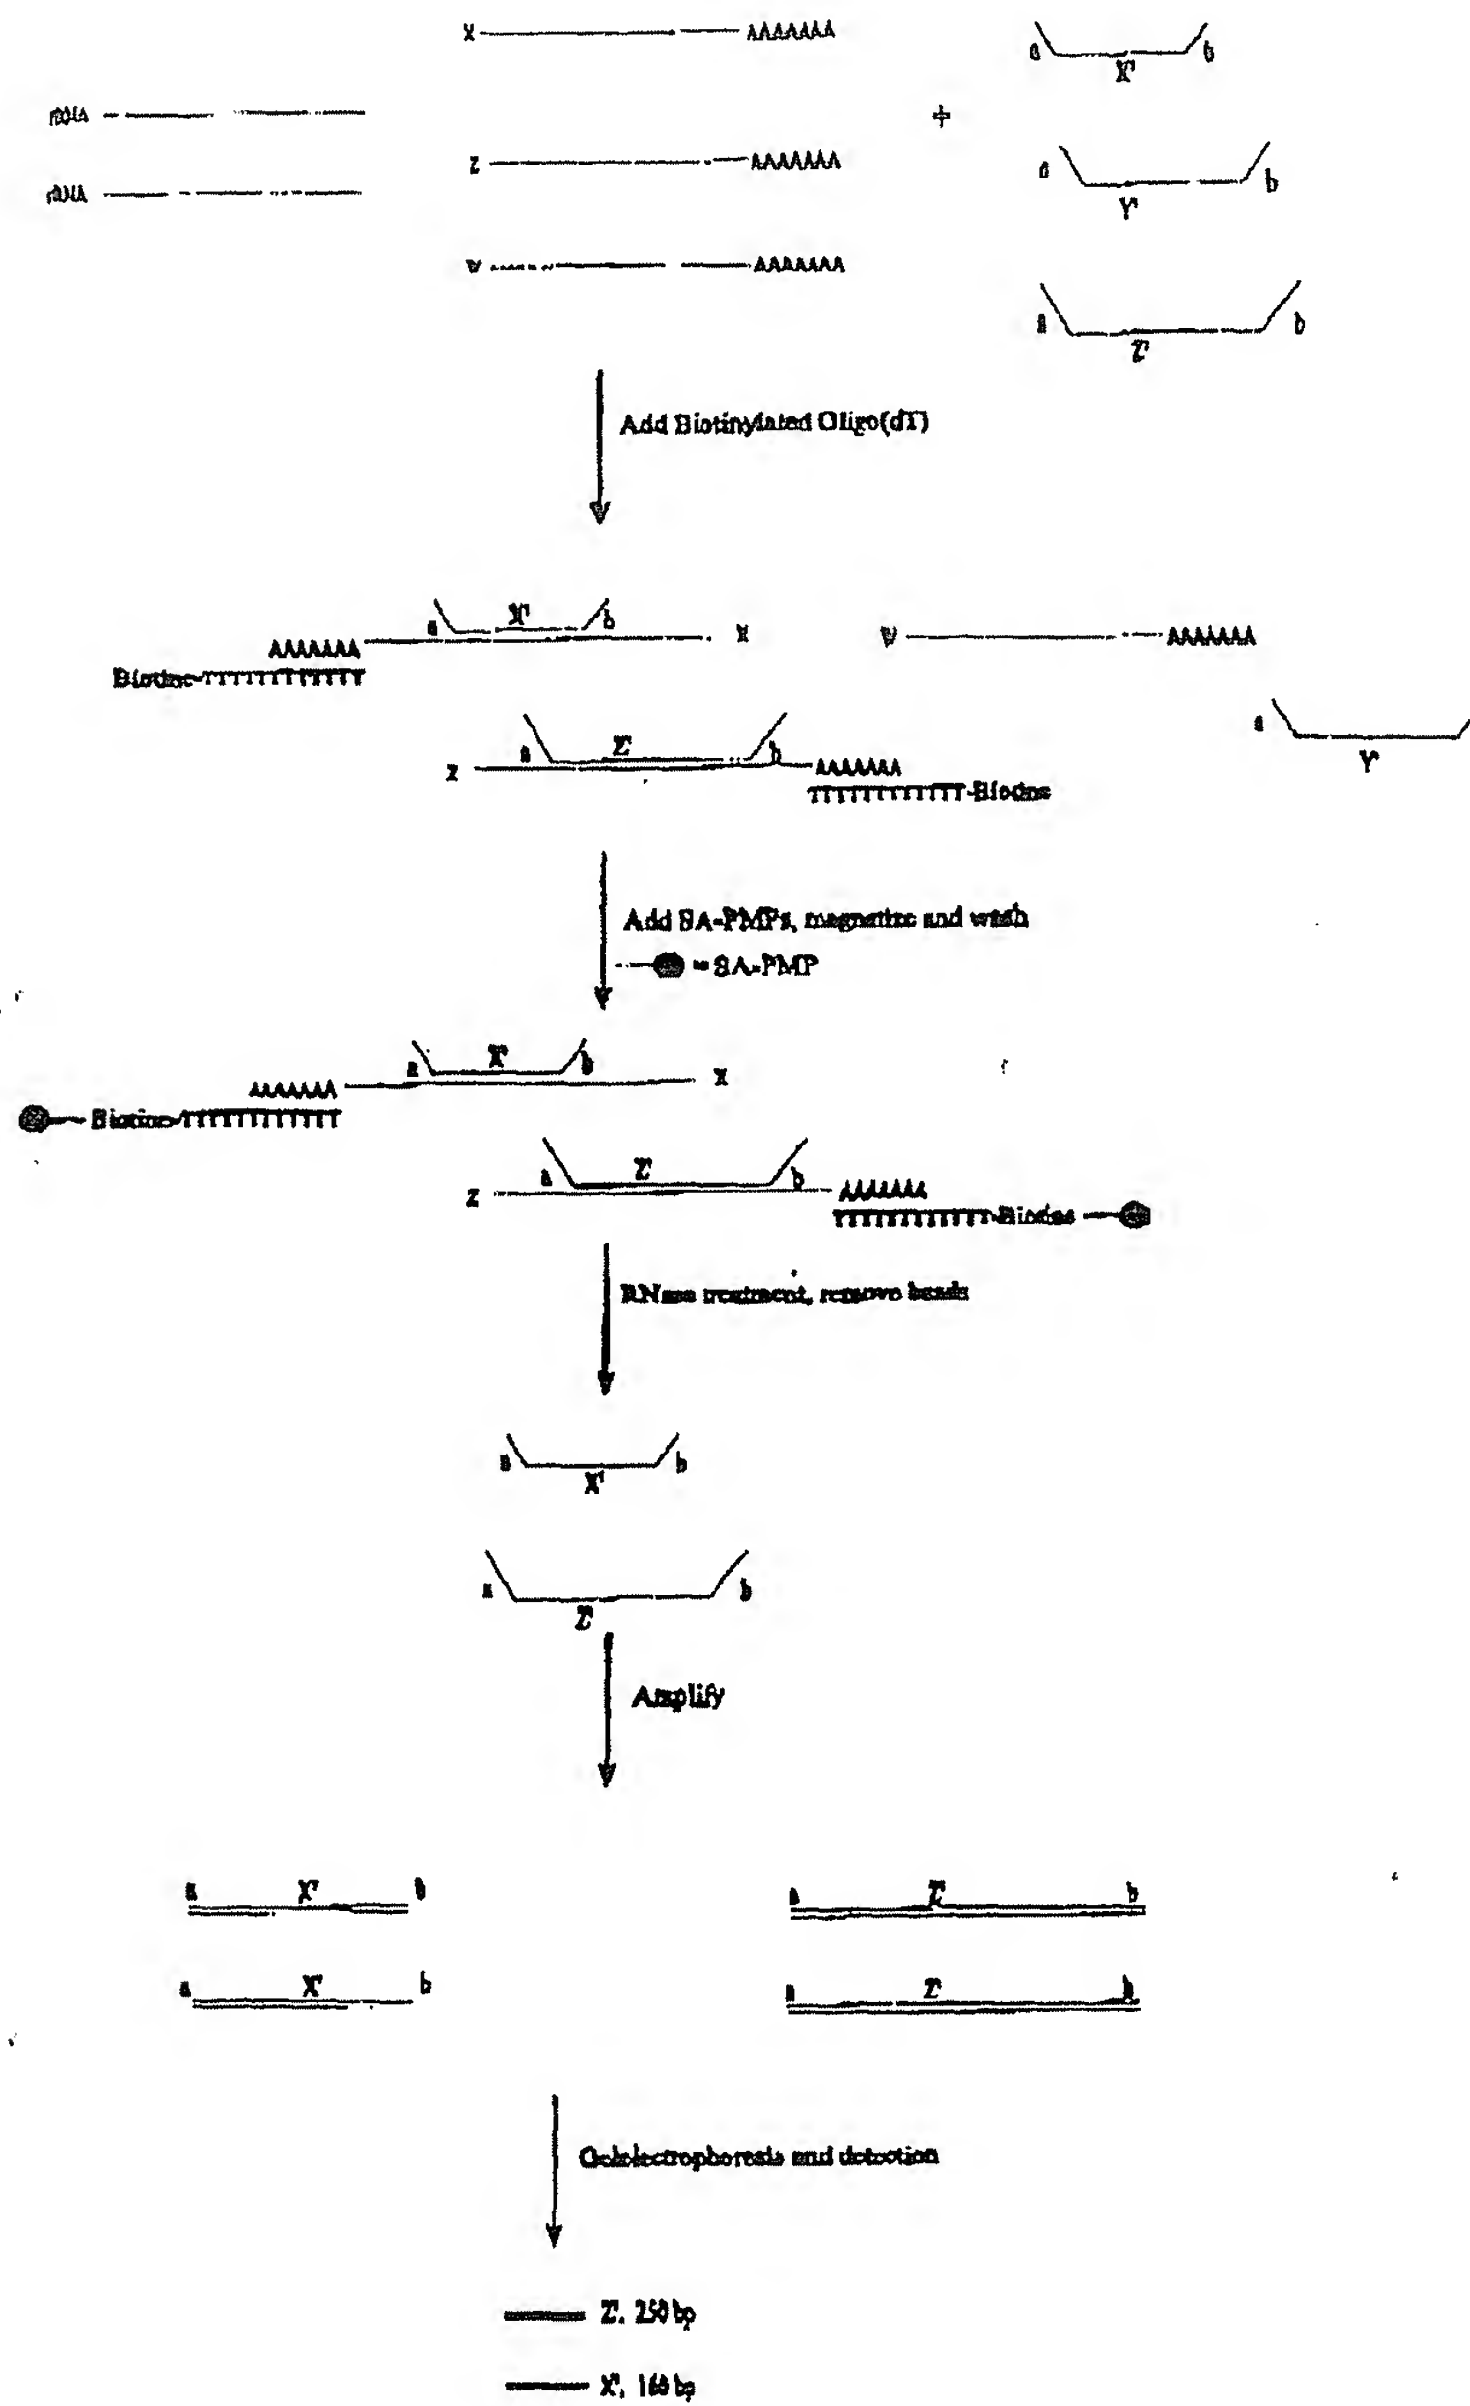 X AAAAAAA
a b
X'
rRNA
+
Z AAAAAAA
a b
Y'
rRNA
W AAAAAAA
a b
Z'
Add Biotinylated Oligo(dT)
a X' b
X
AAAAAAA
Biotin-TTTTTTTTTTTT
W AAAAAAA
a
Y'
a Z' b
Z AAAAAAA
TTTTTTTTTTTT-Biotin
Add SA-PMPs, magnetize and wash
= SA-PMP
a X' b
X
AAAAAAA
Biotin-TTTTTTTTTTTT
a Z' b
Z AAAAAAA
TTTTTTTTTTTT-Biotin
RNase treatment, remove beads
a b
X'
a b
Z'
Amplify
a X' b
a Z' b
a X' b
a Z' b
Gel electrophoresis and detection
Z', 250 bp
X', 160 bp